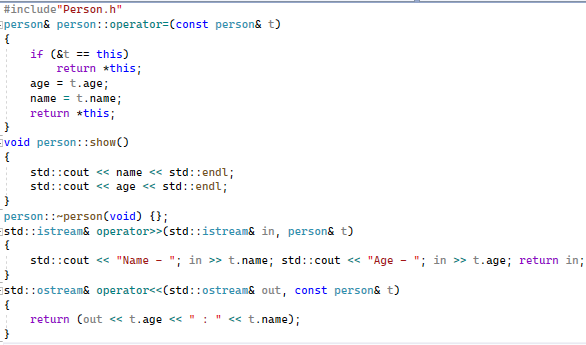 #include"Person.h"
person& person::operator=(const person& t)
{
    if (&t == this)
        return *this;
    age = t.age;
    name = t.name;
    return *this;
}
void person::show()
{
    std::cout << name << std::endl;
    std::cout << age << std::endl;
}
person::~person(void) {};
std::istream& operator>>(std::istream& in, person& t)
{
    std::cout << "Name - "; in >> t.name; std::cout << "Age - "; in >> t.age; return in;
}
std::ostream& operator<<(std::ostream& out, const person& t)
{
    return (out << t.age << " : " << t.name);
}